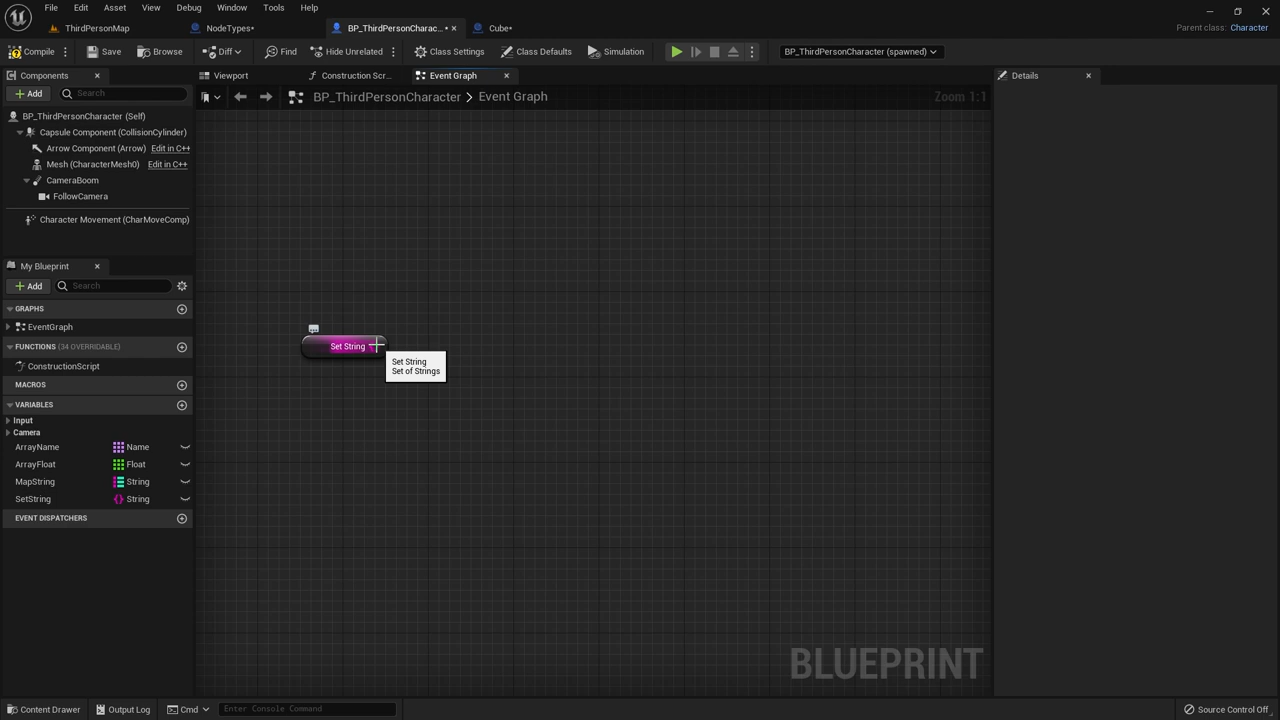 File Edit Asset View Debug Window Tools Help
ThirdPersonMap NodeTypes* BP_ThirdPersonCharac... * Cube*
Parent class: Character
Compile Save Browse Diff Find Hide Unrelated Class Settings Class Defaults Simulation BP_ThirdPersonCharacter (spawned)
Components Viewport Construction Scr... Event Graph Details
Add Search
BP_ThirdPersonCharacter > Event Graph Zoom 1:1
BP_ThirdPersonCharacter (Self)
Capsule Component (CollisionCylinder)
Arrow Component (Arrow) Edit in C++
Mesh (CharacterMesh0) Edit in C++
CameraBoom
FollowCamera
Character Movement (CharMoveComp)
My Blueprint
Add Search
GRAPHS
EventGraph
FUNCTIONS (34 OVERRIDABLE)
ConstructionScript
MACROS
VARIABLES
Input
Camera
ArrayName Name
ArrayFloat Float
MapString String
SetString String
EVENT DISPATCHERS
Set String
Set String
Set of Strings
BLUEPRINT
Content Drawer Output Log Cmd Enter Console Command Source Control Off